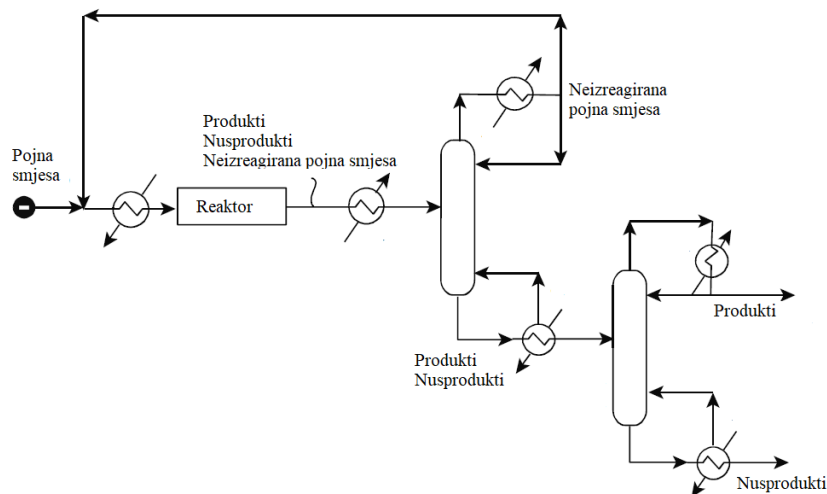 Produkti
Nusprodukti
Neizreagirana pojna smjesa
Neizreagirana
pojna smjesa
Pojna
smjesa
Reaktor
Produkti
Nusprodukti
Produkti
Nusprodukti